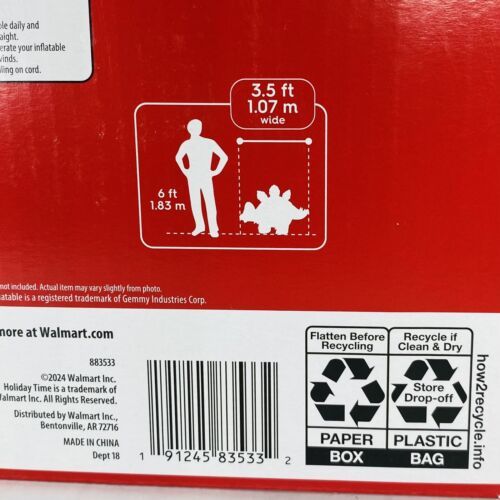 ble daily and
aight.
erate your inflatable
winds.
lling on cord.
3.5 ft
1.07 m
wide
6 ft
1.83 m
not included. Actual item may vary slightly from photo.
latable is a registered trademark of Gemmy Industries Corp.
more at Walmart.com
883533
©2024 Walmart Inc.
Holiday Time is a trademark of
Walmart Inc. All Rights Reserved.
Distributed by Walmart Inc.,
Bentonville, AR 72716
MADE IN CHINA
Dept 18
1 91245 83533 2
Flatten Before
Recycling
PAPER
BOX
Recycle if
Clean & Dry
Store
Drop-off
PLASTIC
BAG
how2recycle.info